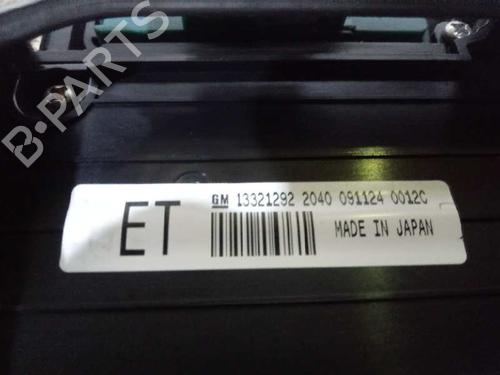 B-PARTS
ET
GM 13321292 2040 091124 0012C
MADE IN JAPAN